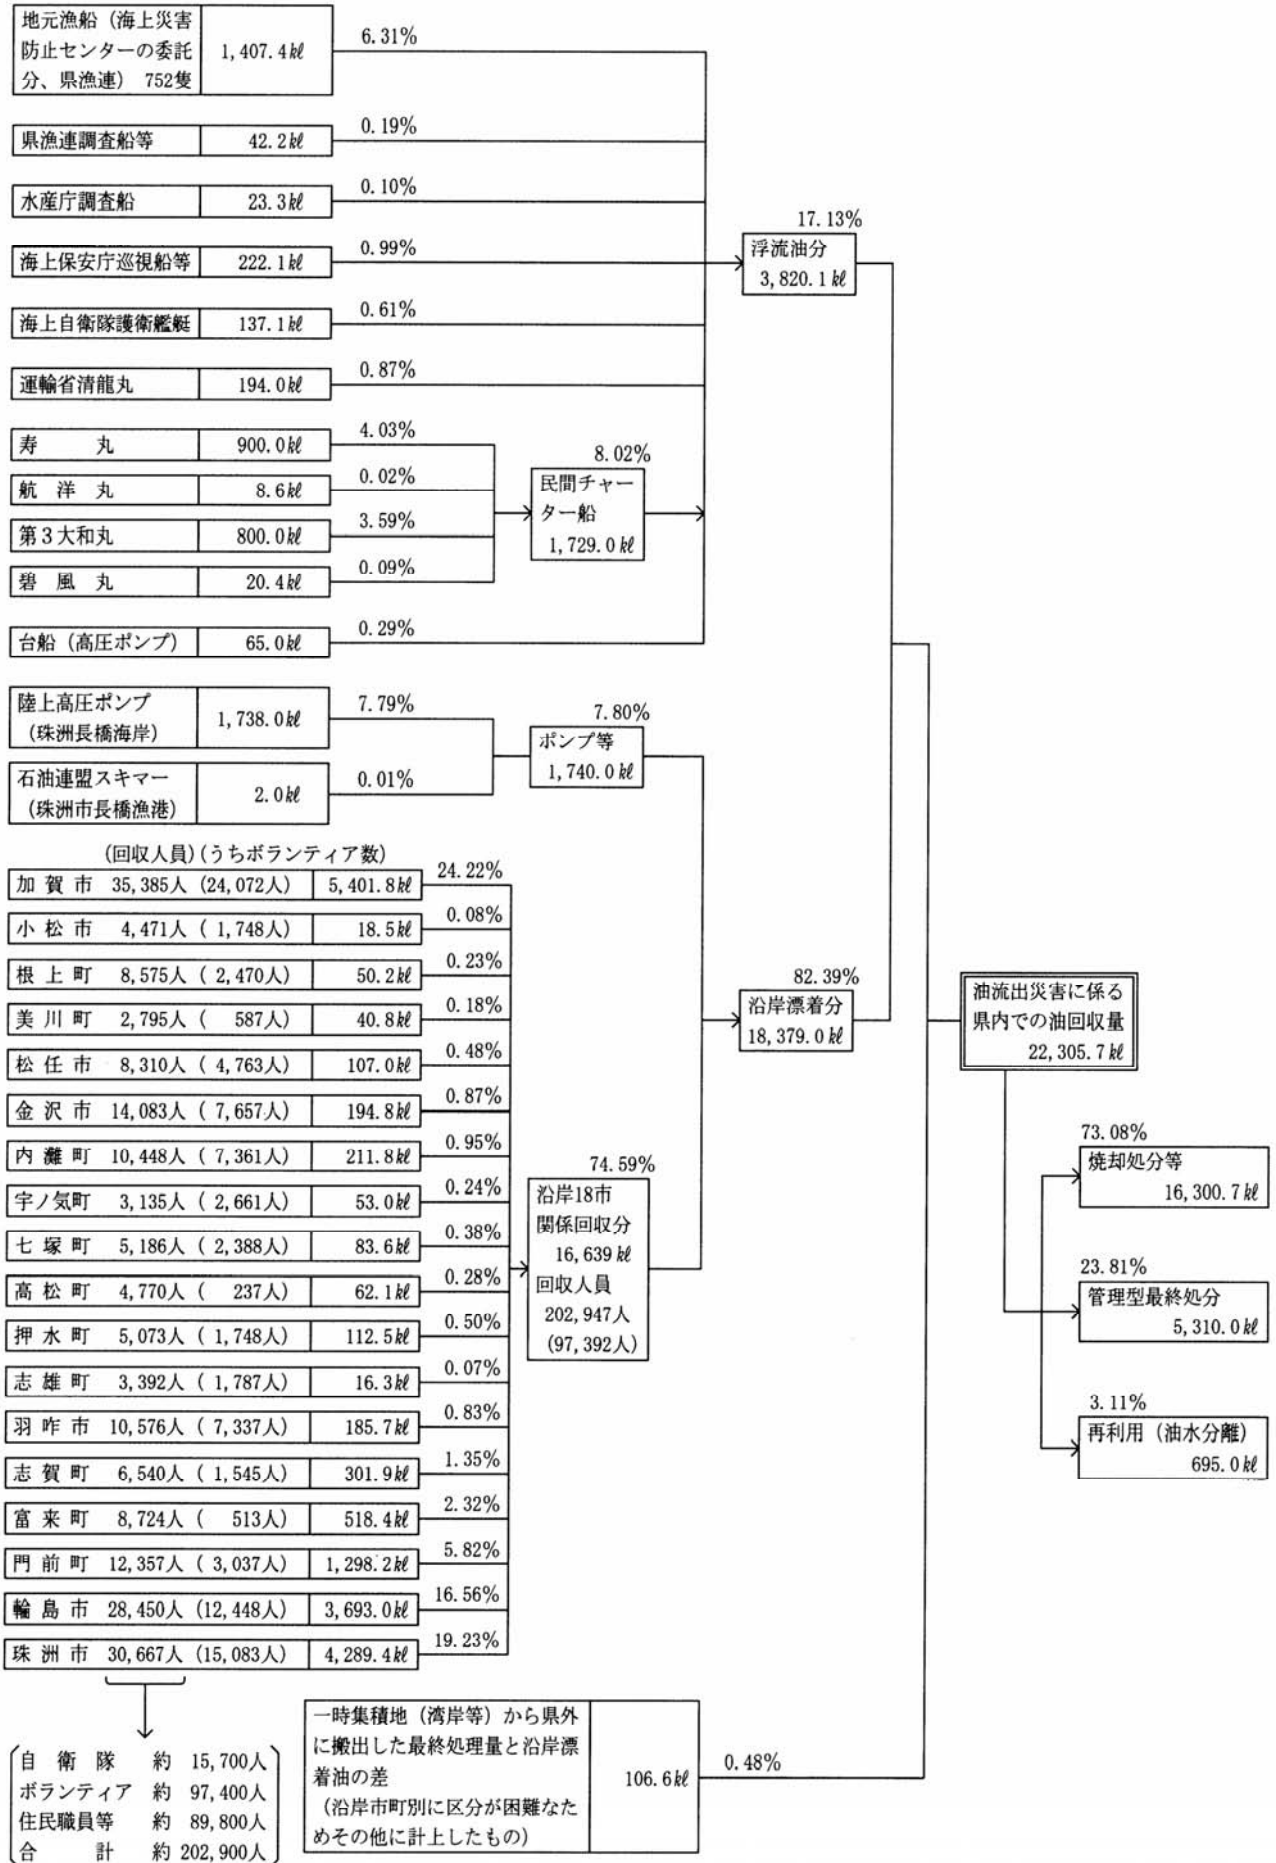 地元漁船（海上災害
防止センターの委託
分、県漁連） 752隻
1,407.4㎘
6.31%
県漁連調査船等 42.2㎘
0.19%
水産庁調査船 23.3㎘
0.10%
海上保安庁巡視船等 222.1㎘
0.99%
海上自衛隊護衛艦艇 137.1㎘
0.61%
運輸省清龍丸 194.0㎘
0.87%
寿 丸 900.0㎘
4.03%
航洋丸 8.6㎘
0.02%
第3大和丸 800.0㎘
3.59%
碧風丸 20.4㎘
0.09%
8.02%
民間チャー
ター船
1,729.0㎘
台船（高圧ポンプ） 65.0㎘
0.29%
17.13%
浮流油分
3,820.1㎘
陸上高圧ポンプ
（珠洲長橋海岸）
1,738.0㎘
7.79%
石油連盟スキマー
（珠洲市長橋漁港）
2.0㎘
0.01%
7.80%
ポンプ等
1,740.0㎘
(回収人員)(うちボランティア数)
加賀市 35,385人 (24,072人) 5,401.8㎘
24.22%
小松市 4,471人 ( 1,748人) 18.5㎘
0.08%
根上町 8,575人 ( 2,470人) 50.2㎘
0.23%
美川町 2,795人 ( 587人) 40.8㎘
0.18%
松任市 8,310人 ( 4,763人) 107.0㎘
0.48%
金沢市 14,083人 ( 7,657人) 194.8㎘
0.87%
内灘町 10,448人 ( 7,361人) 211.8㎘
0.95%
宇ノ気町 3,135人 ( 2,661人) 53.0㎘
0.24%
七塚町 5,186人 ( 2,388人) 83.6㎘
0.38%
高松町 4,770人 ( 237人) 62.1㎘
0.28%
押水町 5,073人 ( 1,748人) 112.5㎘
0.50%
志雄町 3,392人 ( 1,787人) 16.3㎘
0.07%
羽咋市 10,576人 ( 7,337人) 185.7㎘
0.83%
志賀町 6,540人 ( 1,545人) 301.9㎘
1.35%
富来町 8,724人 ( 513人) 518.4㎘
2.32%
門前町 12,357人 ( 3,037人) 1,298.2㎘
5.82%
輪島市 28,450人 (12,448人) 3,693.0㎘
16.56%
珠洲市 30,667人 (15,083人) 4,289.4㎘
19.23%
74.59%
沿岸18市
関係回収分
16,639㎘
回収人員
202,947人
(97,392人)
82.39%
沿岸漂着分
18,379.0㎘
油流出災害に係る
県内での油回収量
22,305.7㎘
73.08%
焼却処分等
16,300.7㎘
23.81%
管理型最終処分
5,310.0㎘
3.11%
再利用（油水分離）
695.0㎘
自衛隊 約 15,700人
ボランティア 約 97,400人
住民職員等 約 89,800人
合計 約 202,900人
一時集積地（湾岸等）から県外
に搬出した最終処理量と沿岸漂
着油の差
（沿岸市町別に区分が困難なた
めその他に計上したもの）
106.6㎘
0.48%